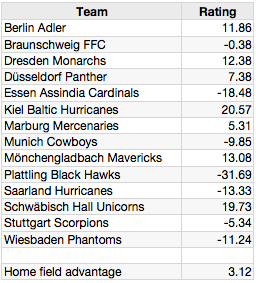 Team Rating
Berlin Adler 11.86
Braunschweig FFC -0.38
Dresden Monarchs 12.38
Düsseldorf Panther 7.38
Essen Assindia Cardinals -18.48
Kiel Baltic Hurricanes 20.57
Marburg Mercenaries 5.31
Munich Cowboys -9.85
Mönchengladbach Mavericks 13.08
Plattling Black Hawks -31.69
Saarland Hurricanes -13.33
Schwäbisch Hall Unicorns 19.73
Stuttgart Scorpions -5.34
Wiesbaden Phantoms -11.24
Home field advantage 3.12